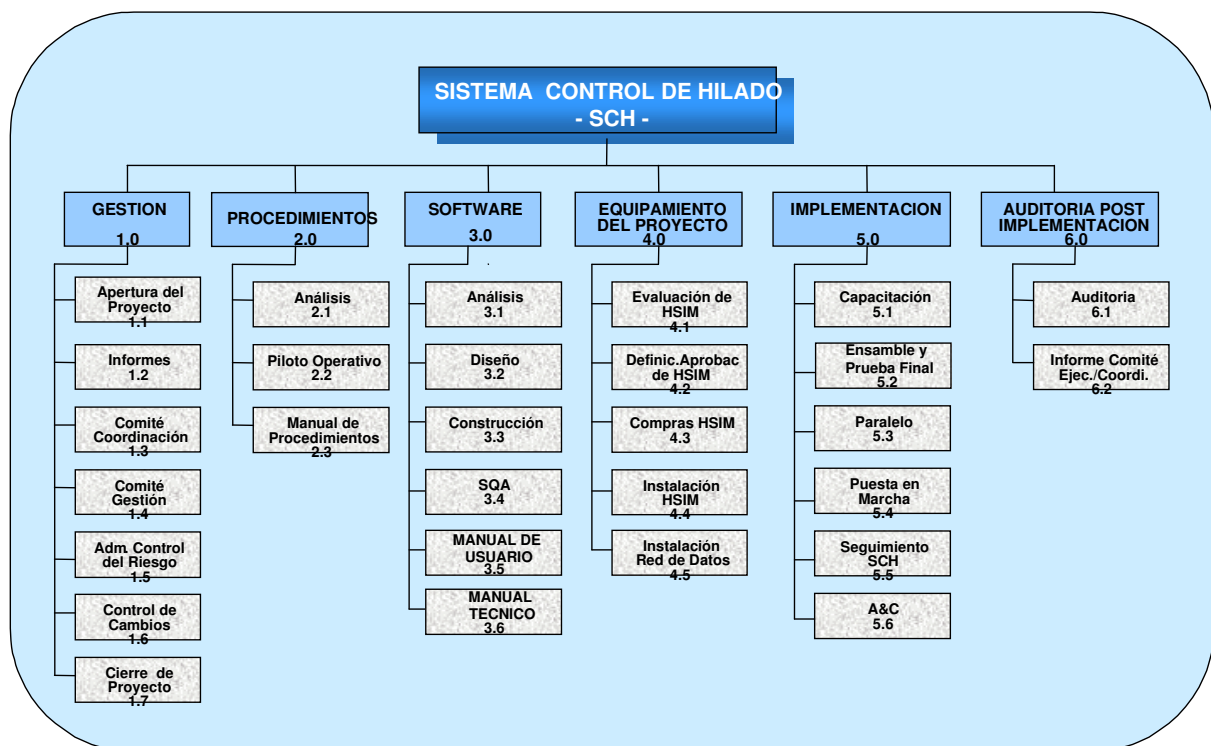 SISTEMA CONTROL DE HILADO
- SCH -
GESTION
1.0
PROCEDIMIENTOS
2.0
SOFTWARE
3.0
EQUIPAMIENTO
DEL PROYECTO
4.0
IMPLEMENTACION
5.0
AUDITORIA POST
IMPLEMENTACION
6.0
Apertura del
Proyecto
1.1
Informes
1.2
Comité
Coordinación
1.3
Comité
Gestión
1.4
Adm. Control
del Riesgo
1.5
Control de
Cambios
1.6
Cierre de
Proyecto
1.7
Análisis
2.1
Piloto Operativo
2.2
Manual de
Procedimientos
2.3
Análisis
3.1
Diseño
3.2
Construcción
3.3
SQA
3.4
MANUAL DE
USUARIO
3.5
MANUAL
TECNICO
3.6
Evaluación de
HSIM
4.1
Definic.Aprobac
de HSIM
4.2
Compras HSIM
4.3
Instalación
HSIM
4.4
Instalación
Red de Datos
4.5
Capacitación
5.1
Ensamble y
Prueba Final
5.2
Paralelo
5.3
Puesta en
Marcha
5.4
Seguimiento
SCH
5.5
A&C
5.6
Auditoria
6.1
Informe Comité
Ejec./Coordi.
6.2